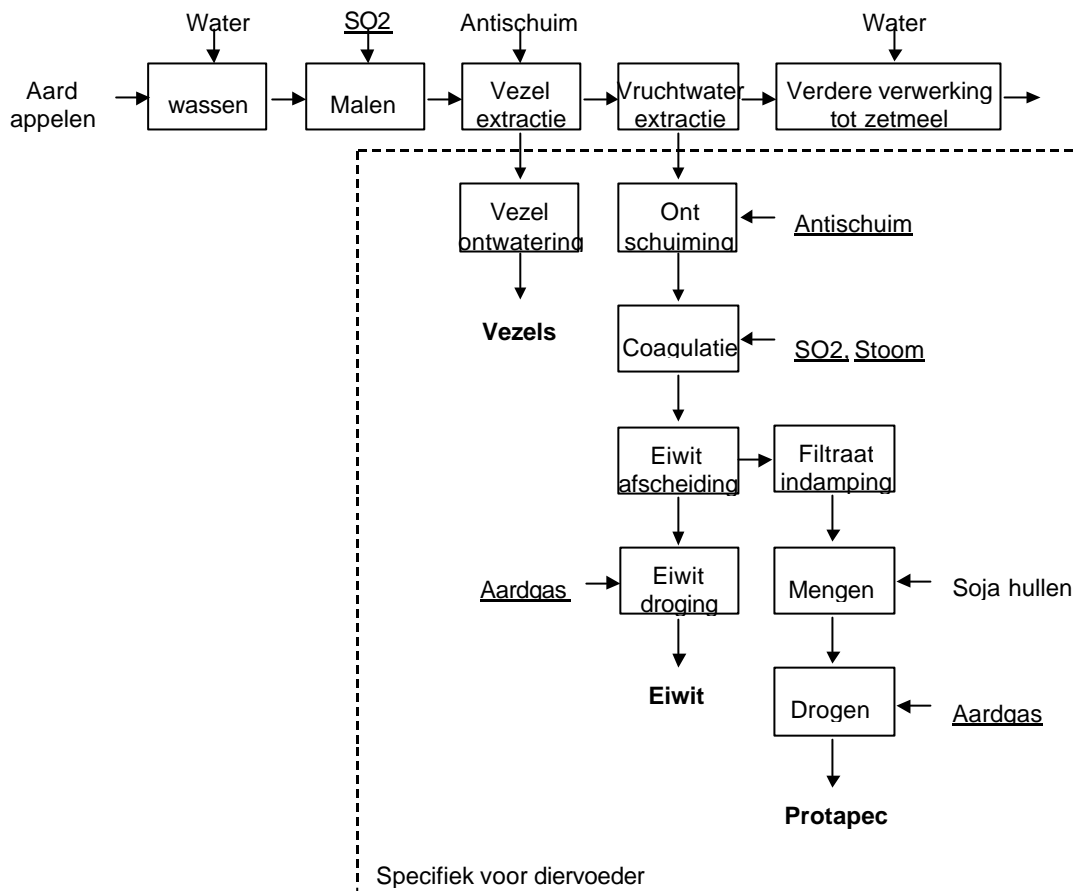 Water
SO2
Antischuim
Water
Aard
appelen
wassen
Malen
Vezel
extractie
Vruchtwater
extractie
Verdere verwerking
tot zetmeel
Vezel
ontwatering
Ont
schuiming
Antischuim
Vezels
Coagulatie
SO2, Stoom
Eiwit
afscheiding
Filtraat
indamping
Aardgas
Eiwit
droging
Mengen
Soja hullen
Eiwit
Drogen
Aardgas
Protapec
Specifiek voor diervoeder